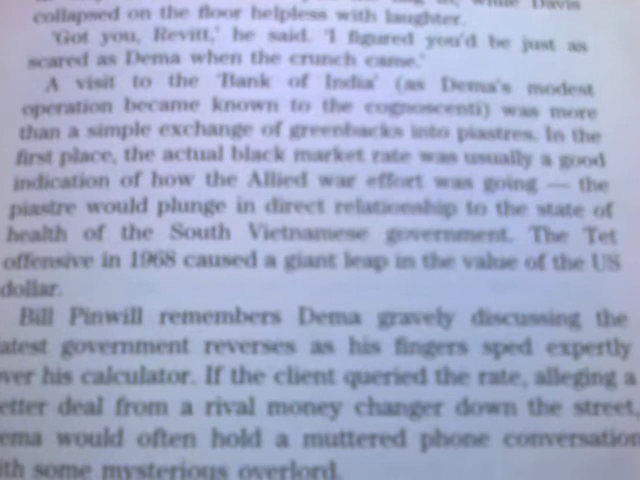 while Davis
collapsed on the floor helpless with laughter.
'Got you, Revitt,' he said. 'I figured you'd be just as
scared as Dema when the crunch came.'
A visit to the 'Bank of India' (as Dema's modest
operation became known to the cognoscenti) was more
than a simple exchange of greenbacks into piastres. In the
first place, the actual black market rate was usually a good
indication of how the Allied war effort was going — the
piastre would plunge in direct relationship to the state of
health of the South Vietnamese government. The Tet
offensive in 1968 caused a giant leap in the value of the US
dollar.
Bill Pinwill remembers Dema gravely discussing the
atest government reverses as his fingers sped expertly
ver his calculator. If the client queried the rate, alleging a
etter deal from a rival money changer down the street,
ema would often hold a muttered phone conversation
ith some mysterious overlord.